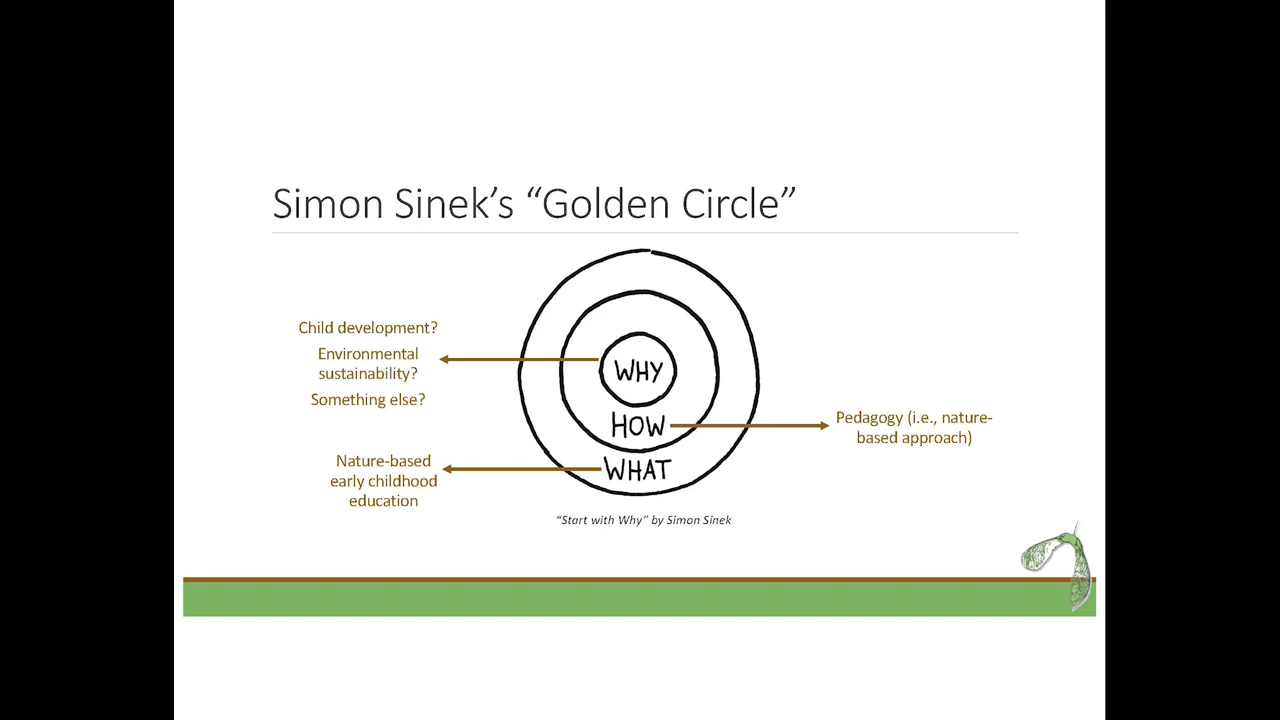 Simon Sinek’s “Golden Circle”
Child development?
Environmental
sustainability?
Something else?
WHY
HOW
Pedagogy (i.e., nature-
based approach)
Nature-based
early childhood
education
WHAT
“Start with Why” by Simon Sinek